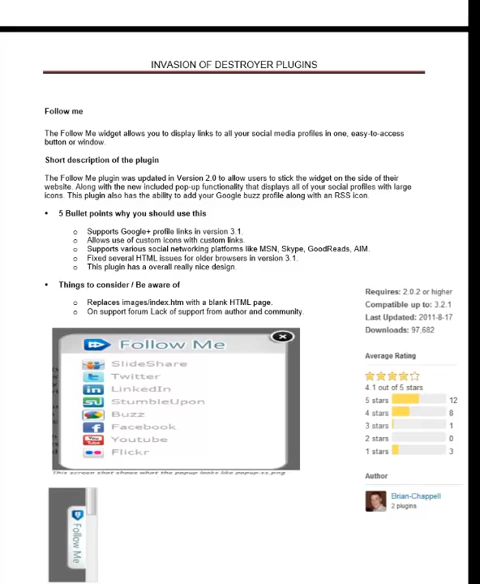 INVASION OF DESTROYER PLUGINS
Follow me
The Follow Me widget allows you to display links to all your social media profiles in one, easy-to-access
button or window.
Short description of the plugin
The Follow Me plugin was updated in Version 2.0 to allow users to stick the widget on the side of their
website. Along with the new included pop-up functionality that displays all of your social profiles with large
icons. This plugin also has the ability to add your Google buzz profile along with an RSS icon.
• 5 Bullet points why you should use this
o Supports Google+ profile links in version 3.1.
o Allows use of custom icons with custom links.
o Supports various social networking platforms like MSN, Skype, GoodReads, AIM.
o Fixed several HTML issues for older browsers in version 3.1.
o This plugin has a overall really nice design.
• Things to consider / Be aware of
o Replaces images/index.htm with a blank HTML page.
o On support forum Lack of support from author and community.
Follow Me
SlideShare
Twitter
LinkedIn
StumbleUpon
Buzz
Facebook
Youtube
Flickr
This screen shot shows what the popup looks like popup-ss.png
Follow Me
Requires: 2.0.2 or higher
Compatible up to: 3.2.1
Last Updated: 2011-8-17
Downloads: 97,682
Average Rating
4.1 out of 5 stars
5 stars 12
4 stars 8
3 stars 1
2 stars 0
1 stars 3
Author
Brian-Chappell
2 plugins